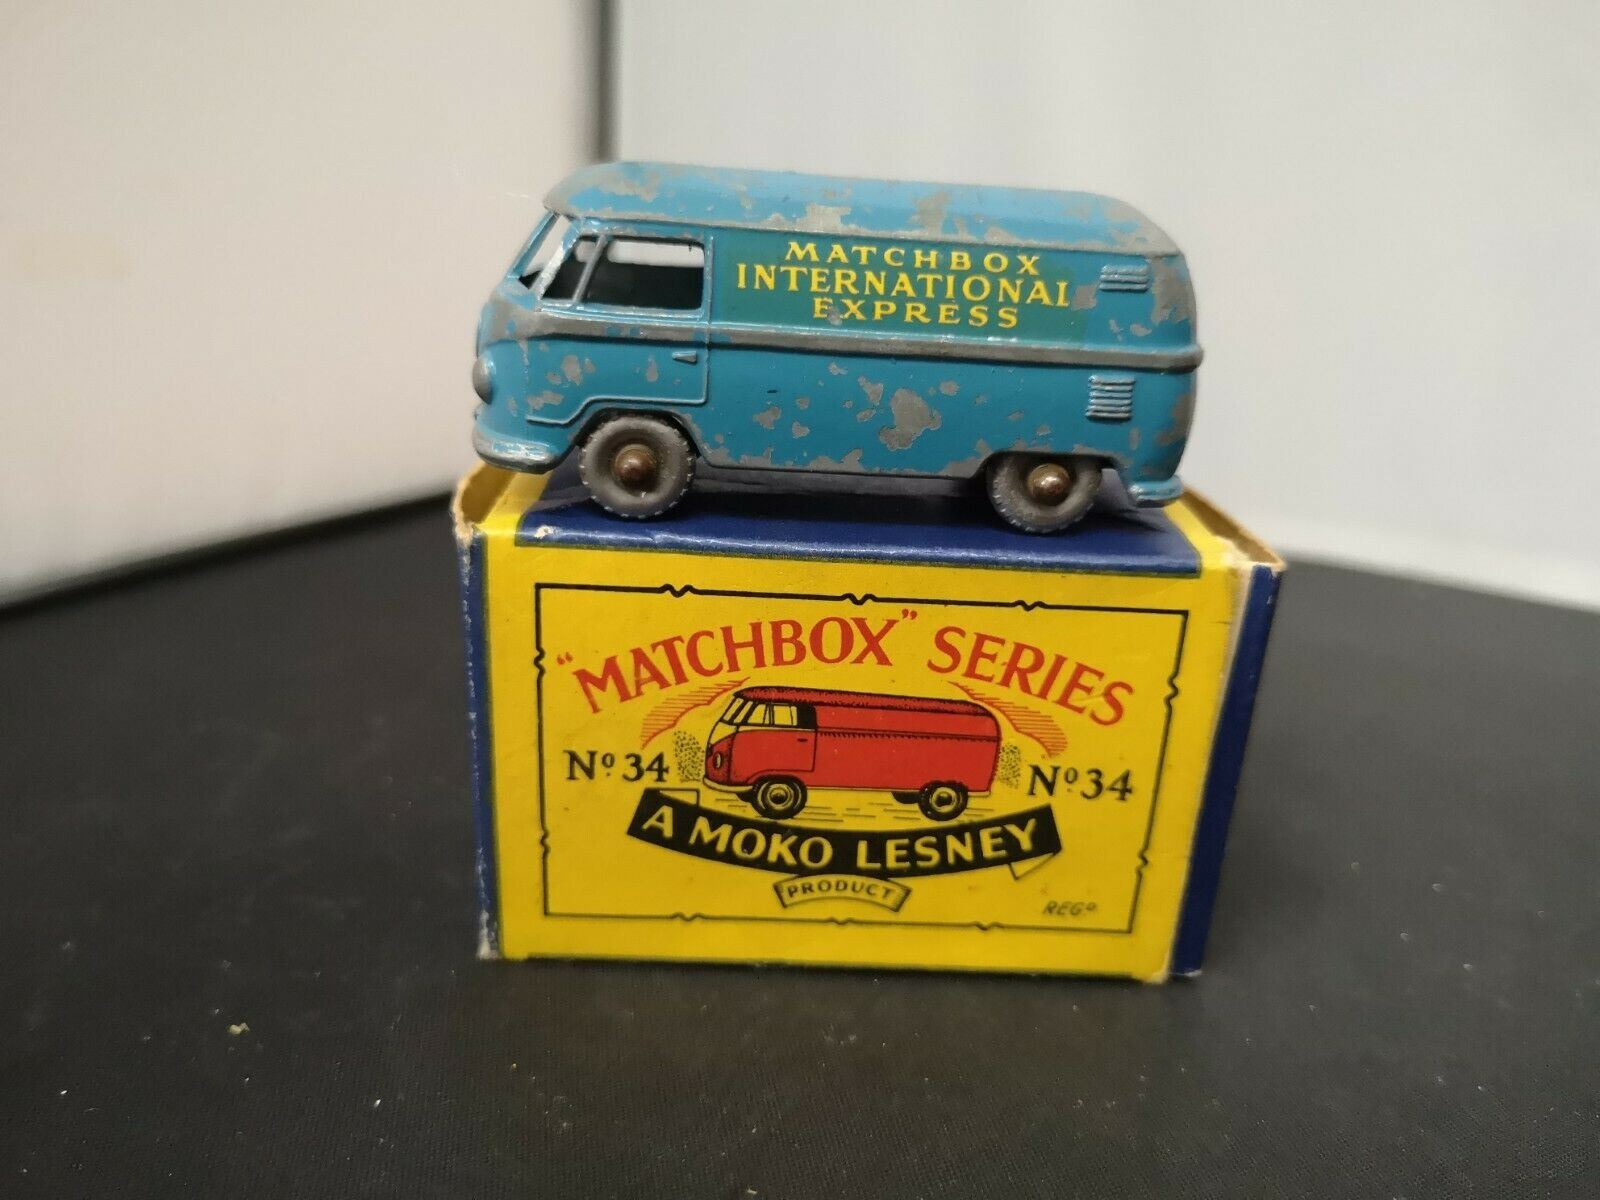 MATCHBOX
INTERNATIONAL
EXPRESS
"MATCHBOX" SERIES
Nº 34
Nº 34
A MOKO LESNEY
PRODUCT
REGD.